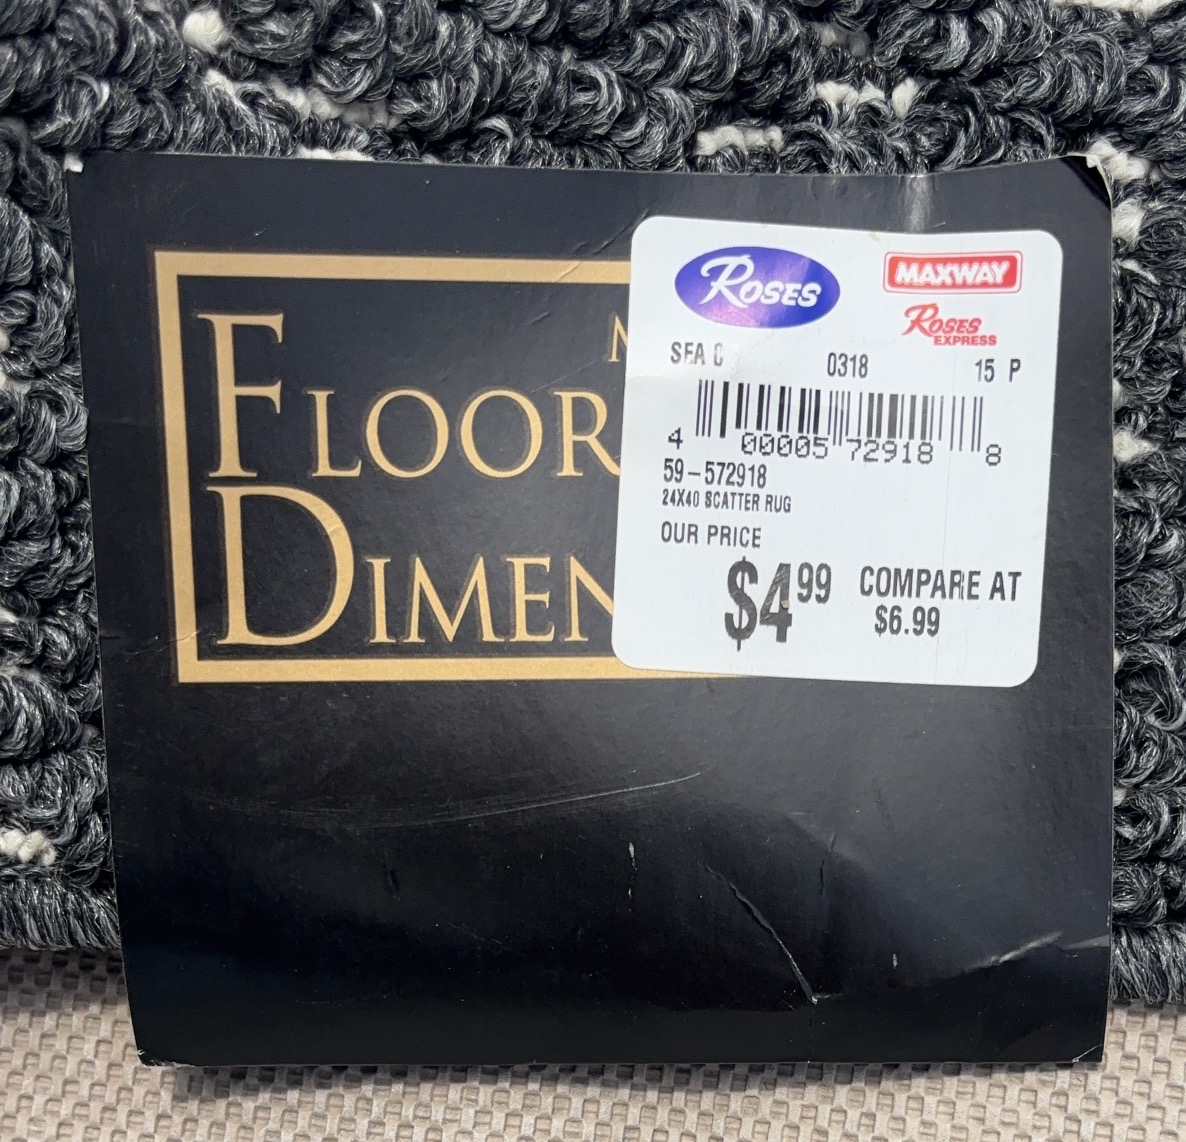 FLOOR
DIMEN
ROSES
MAXWAY
ROSES
EXPRESS
SEA 0318 15 P
4 00005 72918 8
59-572918
24X40 SCATTER RUG
OUR PRICE
$4.99 COMPARE AT
$6.99